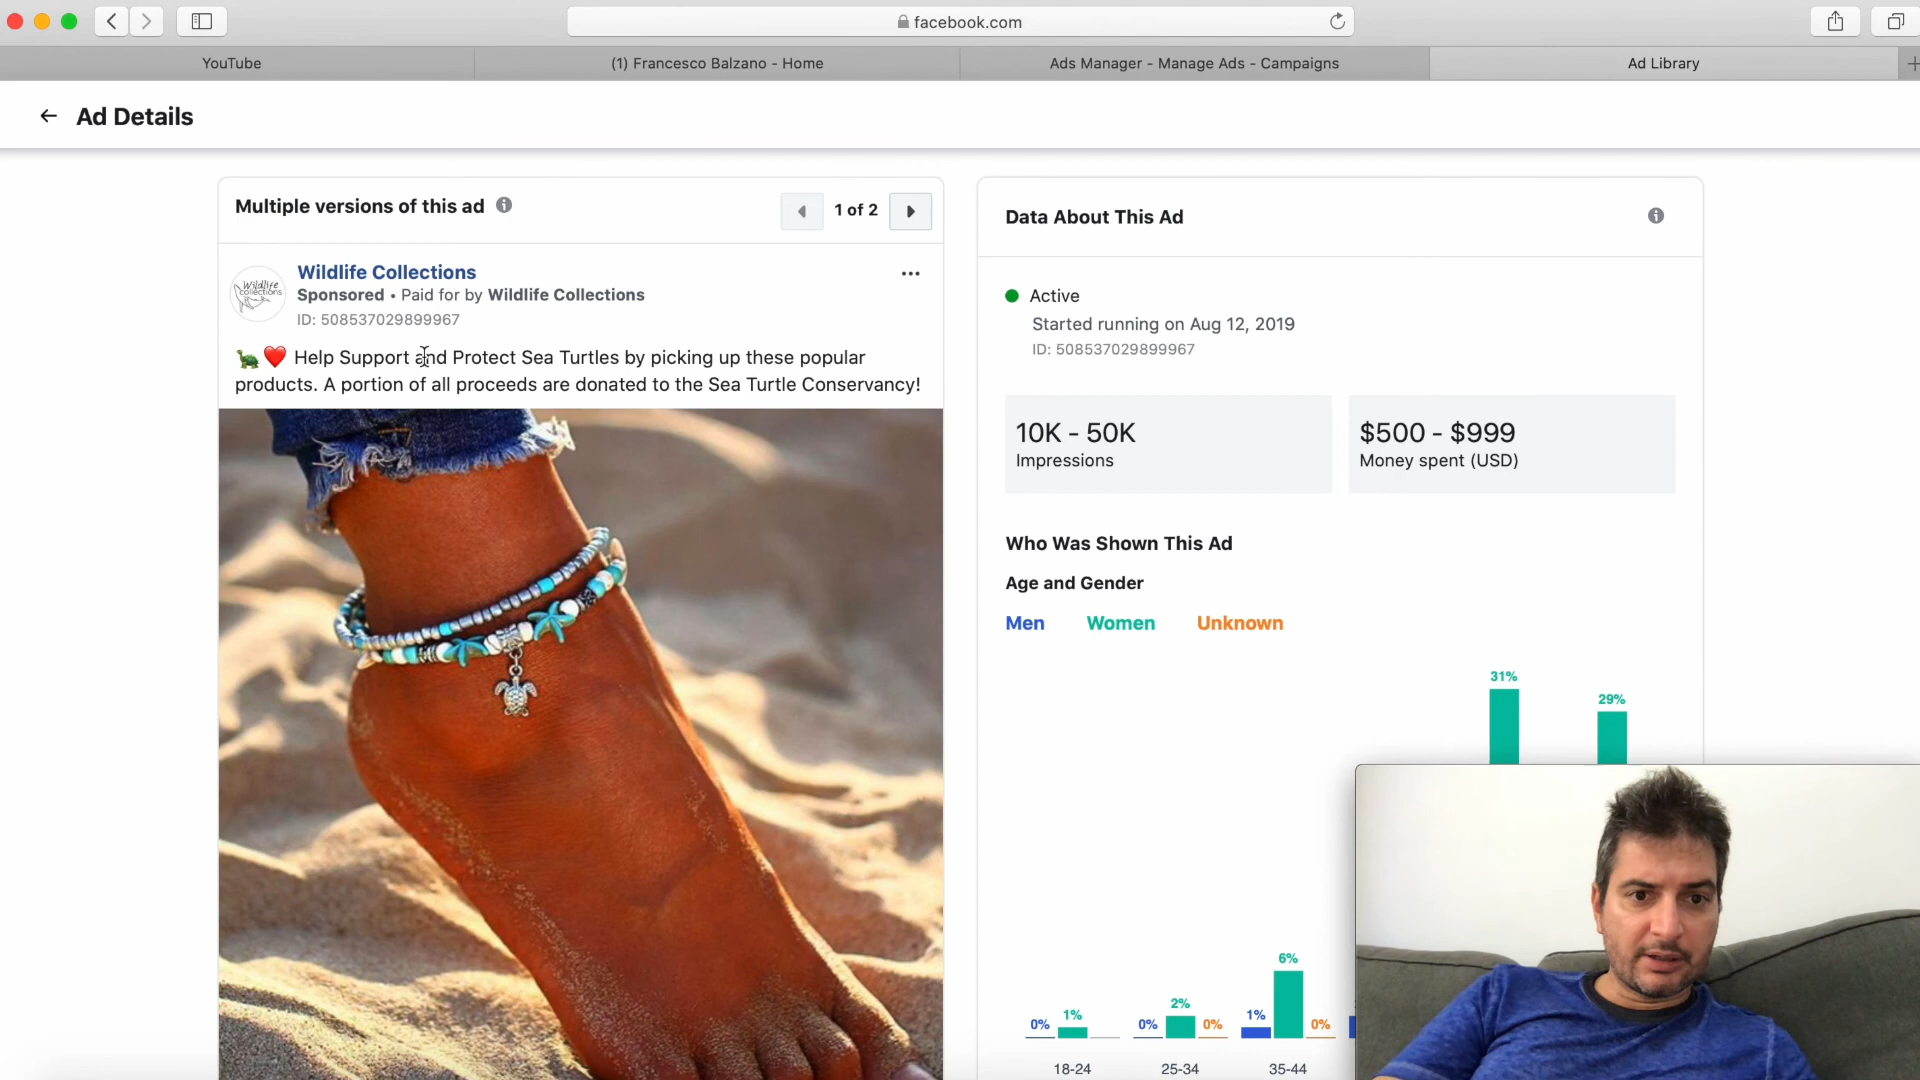 facebook.com
YouTube
(1) Francesco Balzano - Home
Ads Manager - Manage Ads - Campaigns
Ad Library
Ad Details
Multiple versions of this ad
1 of 2
Wildlife Collections
Sponsored • Paid for by Wildlife Collections
ID: 508537029899967
🐢❤️ Help Support and Protect Sea Turtles by picking up these popular
products. A portion of all proceeds are donated to the Sea Turtle Conservancy!
Wildlife
collections
Data About This Ad
Active
Started running on Aug 12, 2019
ID: 508537029899967
10K - 50K
Impressions
$500 - $999
Money spent (USD)
Who Was Shown This Ad
Age and Gender
Men Women Unknown
31%
29%
6%
2%
1%
1%
0% 0% 0% 0%
18-24 25-34 35-44